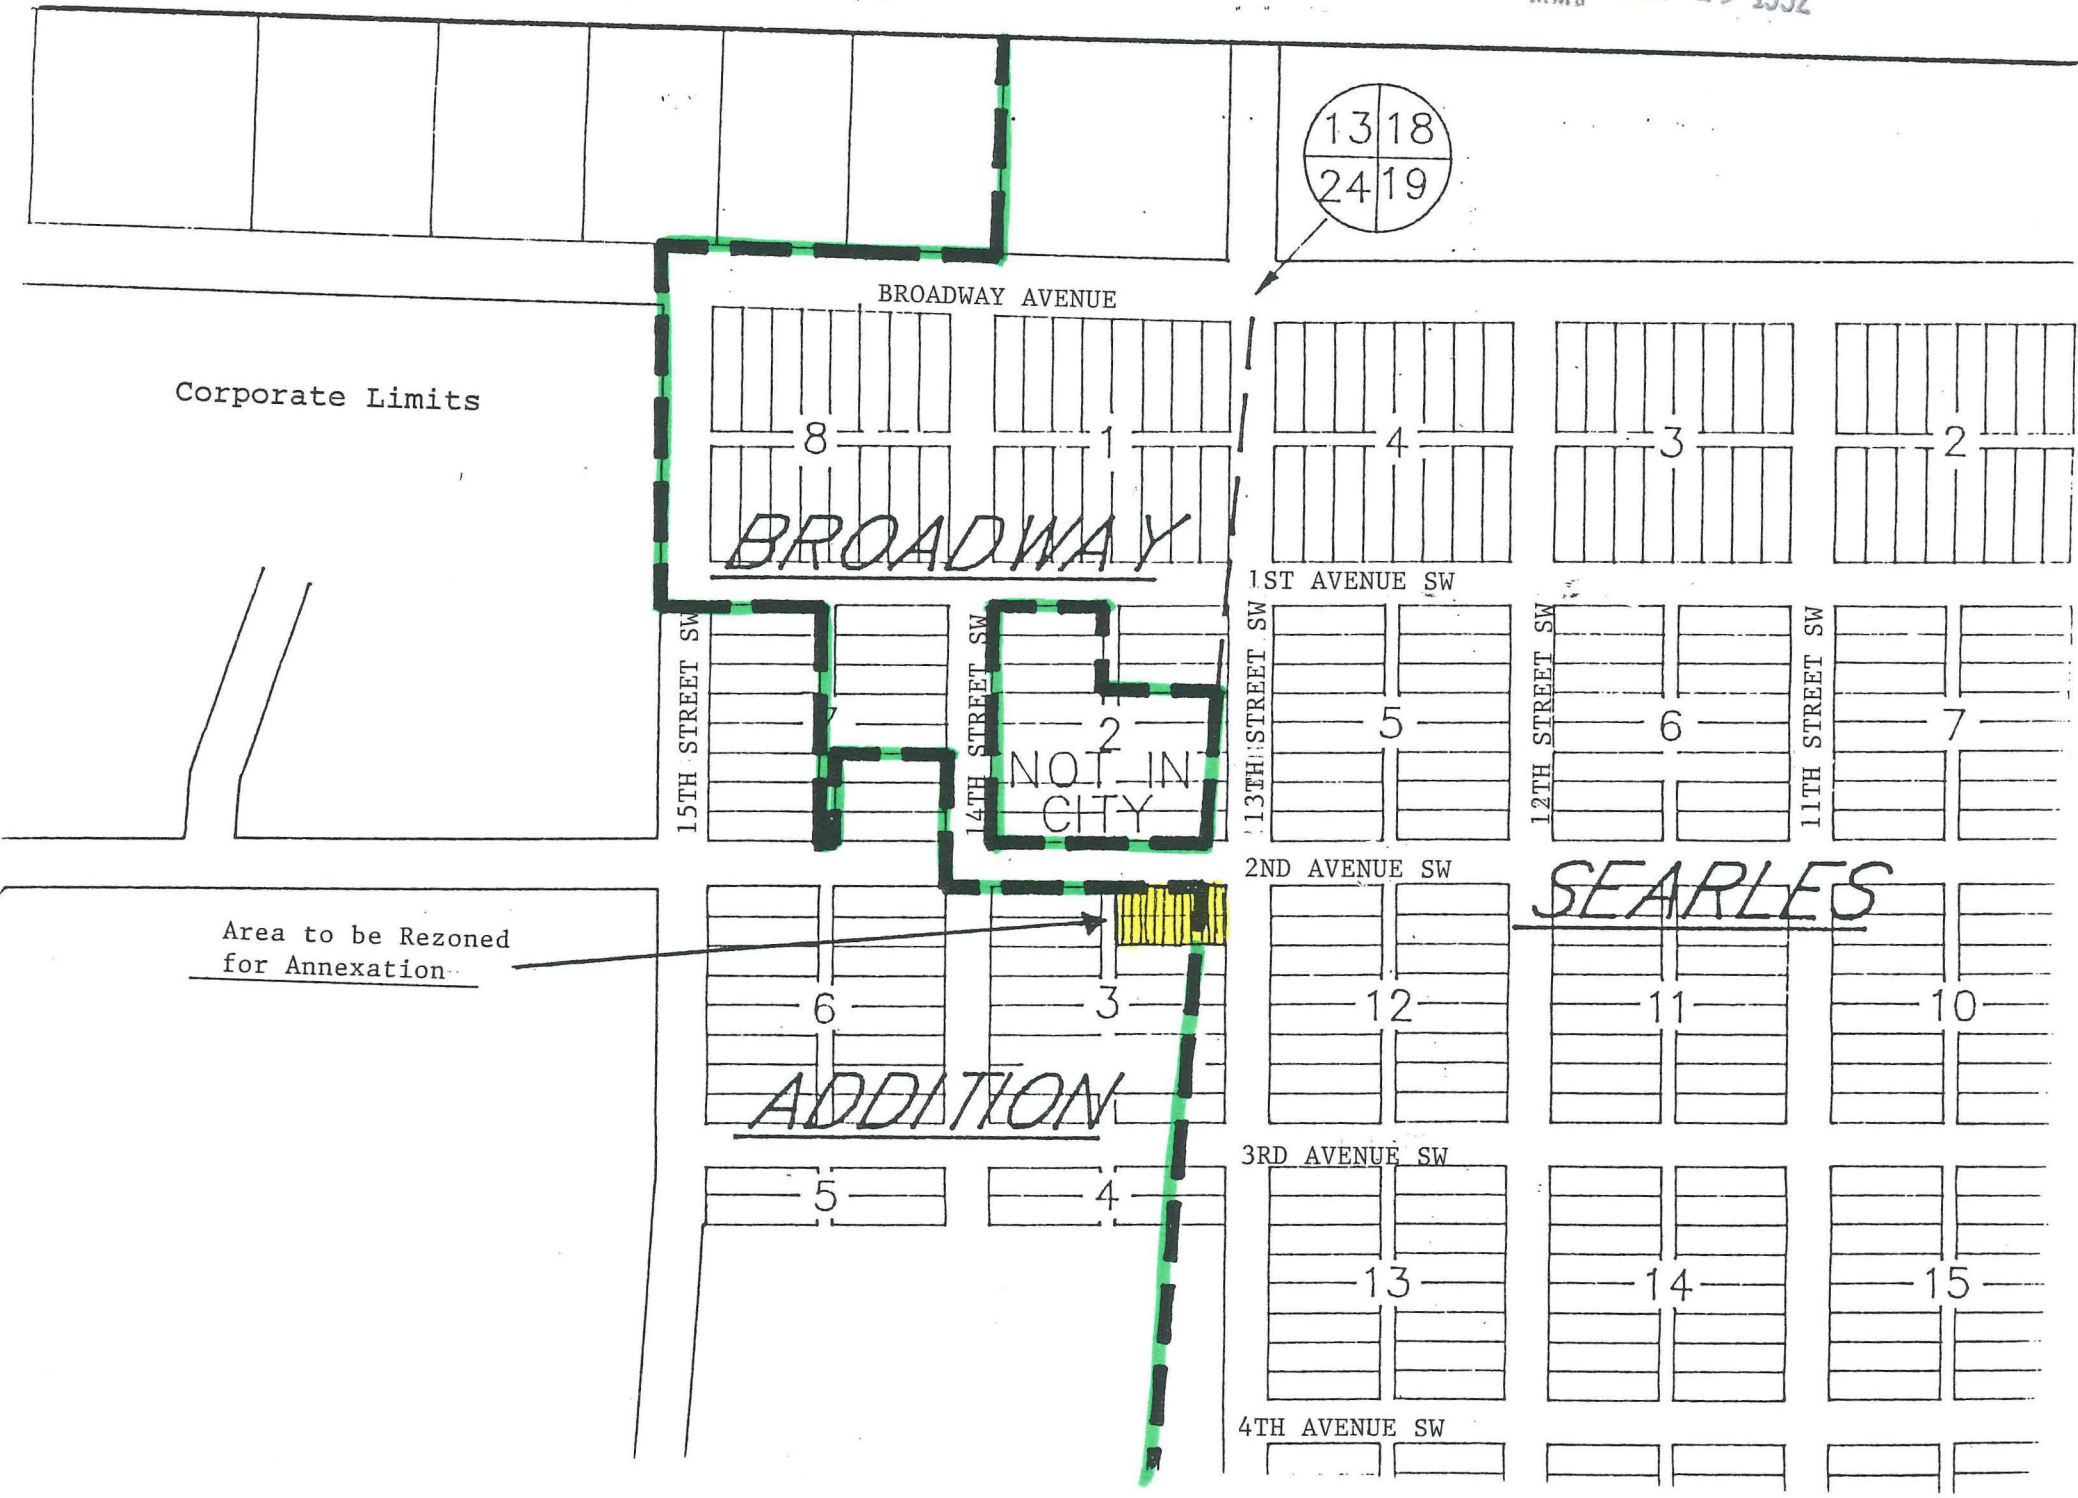 1992
13 18
24 19
BROADWAY AVENUE
Corporate Limits
8
1
4
3
2
BROADWAY
1ST AVENUE SW
15TH STREET SW
14TH STREET SW
13TH STREET SW
12TH STREET SW
11TH STREET SW
7
2
5
6
7
NOT IN
CITY
2ND AVENUE SW
SEARLES
Area to be Rezoned
for Annexation
6
3
12
11
10
ADDITION
3RD AVENUE SW
5
4
13
14
15
4TH AVENUE SW